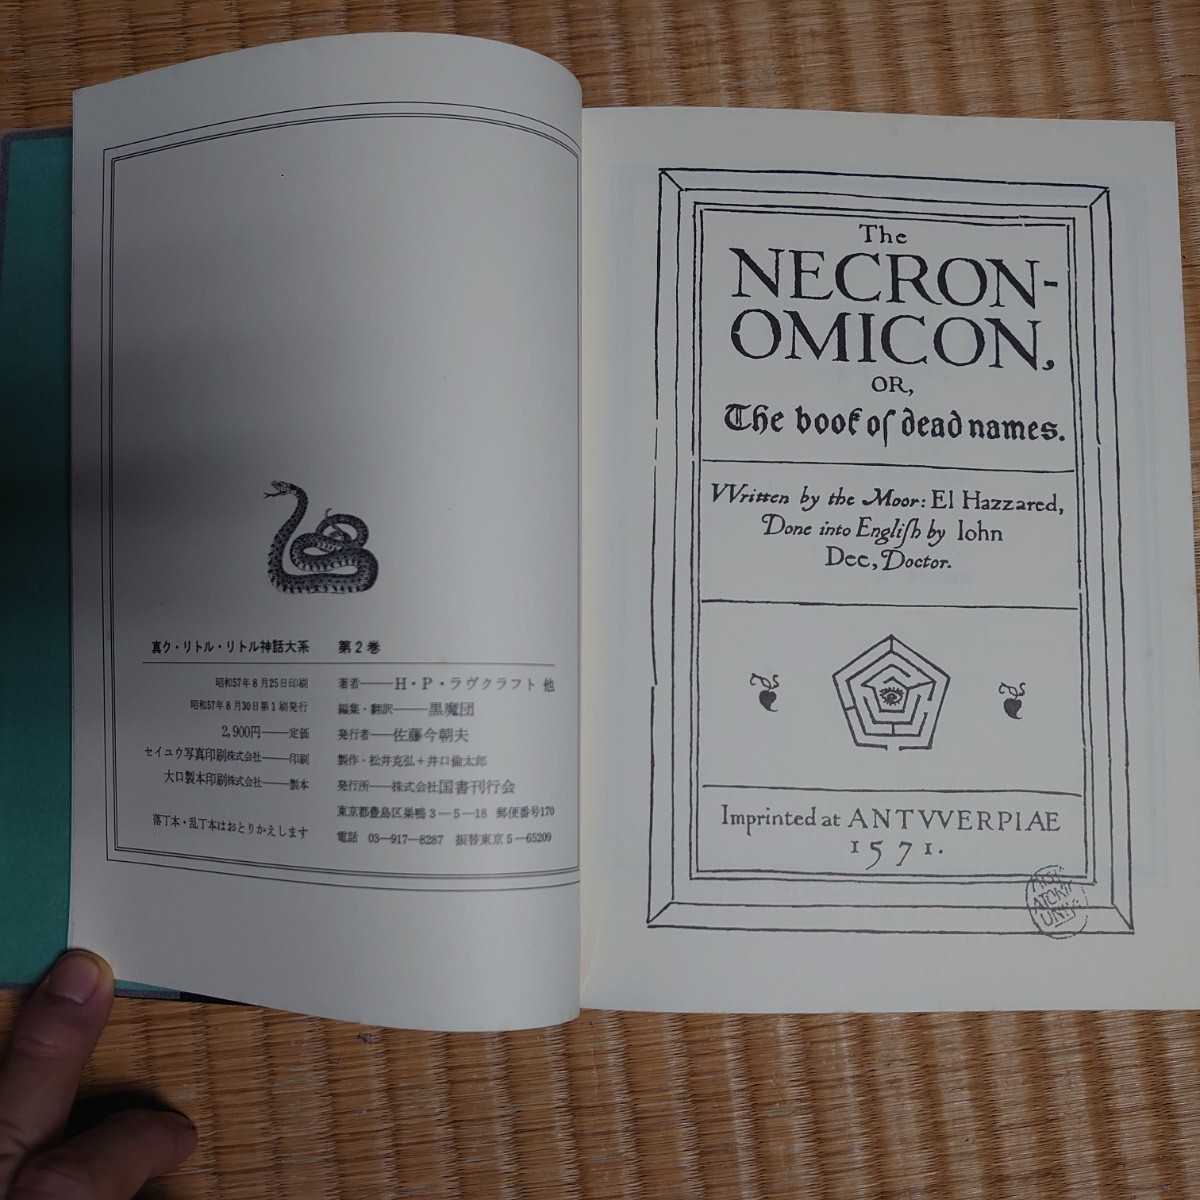 真ク・リトル・リトル神話大系　第2巻
昭和57年8月25日印刷
昭和57年8月30日第1刷発行
2,900円——定価
セイユウ写真印刷株式会社——印刷
大口製本印刷株式会社——製本
落丁本・乱丁本はおとりかえします
著者——H・P・ラヴクラフト 他
編集・翻訳——黒魔団
発行者——佐藤今朝夫
製作・松井克弘＋井口倫太郎
発行所——株式会社国書刊行会
東京都豊島区巣鴨3—5—18 郵便番号170
電話 03—917—8287 振替東京5—65209
The
NECRON-
OMICON,
OR,
The book of dead names.
VVritten by the Moor: El Hazzared,
Done into Engliſh by Iohn
Dee, Doctor.
Imprinted at ANTVVERPIAE
1571.